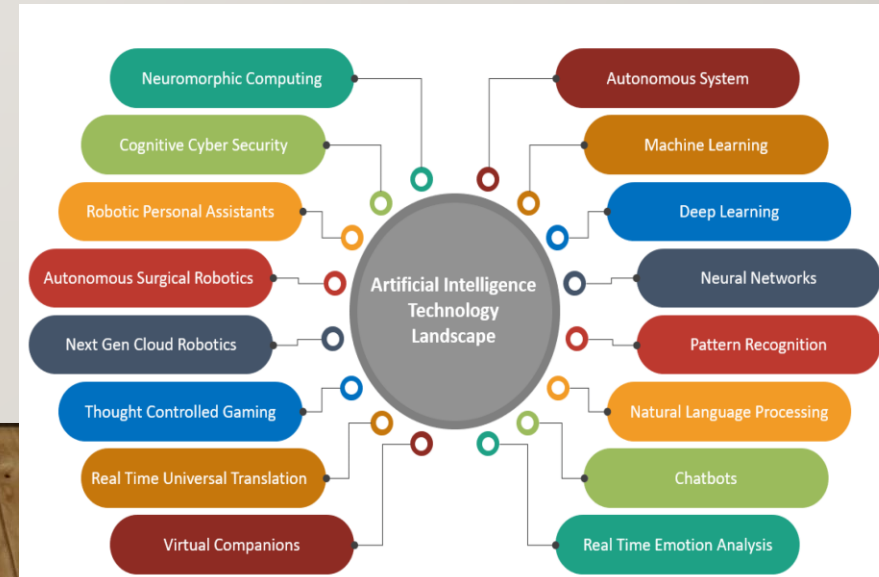 Neuromorphic Computing
Cognitive Cyber Security
Robotic Personal Assistants
Autonomous Surgical Robotics
Next Gen Cloud Robotics
Thought Controlled Gaming
Real Time Universal Translation
Virtual Companions
Artificial Intelligence
Technology
Landscape
Autonomous System
Machine Learning
Deep Learning
Neural Networks
Pattern Recognition
Natural Language Processing
Chatbots
Real Time Emotion Analysis